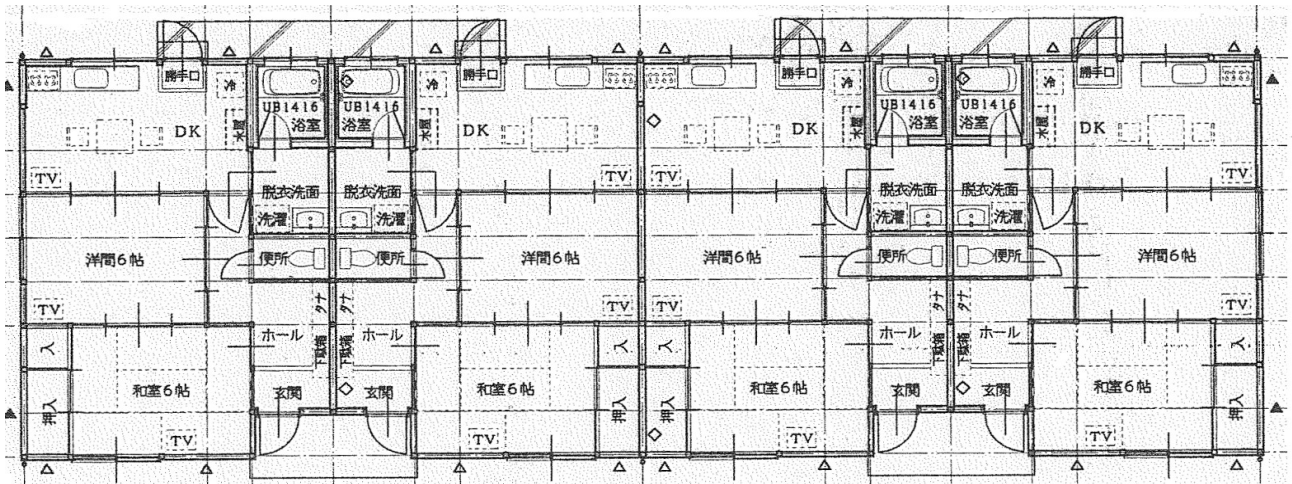 勝手口
冷
冷
勝手口
勝手口
冷
冷
勝手口
UB1416
浴室
UB1416
浴室
UB1416
浴室
UB1416
浴室
DK
水屋
水屋
DK
DK
水屋
水屋
DK
TV
脱衣洗面
脱衣洗面
TV
TV
脱衣洗面
脱衣洗面
TV
洗濯
洗濯
洗濯
洗濯
洋間6帖
便所
便所
洋間6帖
洋間6帖
便所
便所
洋間6帖
TV
タナ
タナ
TV
TV
タナ
タナ
TV
入
ホール
下駄箱
下駄箱
ホール
入
入
ホール
下駄箱
下駄箱
ホール
入
押入
和室6帖
玄関
玄関
和室6帖
押入
押入
和室6帖
玄関
玄関
和室6帖
押入
TV
TV
TV
TV